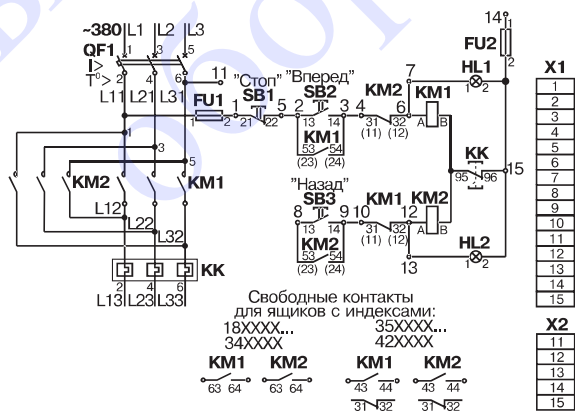 ~380 L1 L2 L3
QF1 1 3 5
I>
T°>
2 4 6
L11 L21 L31
11
FU1
1 2
1
"Стоп"
SB1
21 22
5
"Вперед"
SB2
2 13 14 3
KM1
53 54
(23) (24)
4
KM2
31 32
(11) (12)
6
7
HL1
1 2
KM1
A B
14
1
FU2
2
KK
95 96
15
1
3
5
KM2
KM1
L12
L22
L32
2 4 6
KK
L13 L23 L33
"Назад"
SB3
8 13 14 9
KM2
53 54
(23) (24)
10
KM1
31 32
(11) (12)
12
KM2
A B
13
HL2
1 2
Свободные контакты
для ящиков с индексами:
18XXXX... 35XXXX...
34XXXX 42XXXX
KM1 KM2 KM1 KM2
63 64 63 64 43 44 43 44
31 32 31 32
X1
1
2
3
4
5
6
7
8
9
10
11
12
13
14
15
X2
11
12
13
14
15